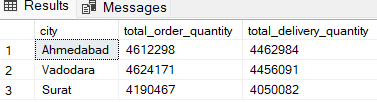 Results Messages
city total_order_quantity total_delivery_quantity
1 Ahmedabad 4612298 4462984
2 Vadodara 4624171 4456091
3 Surat 4190467 4050082